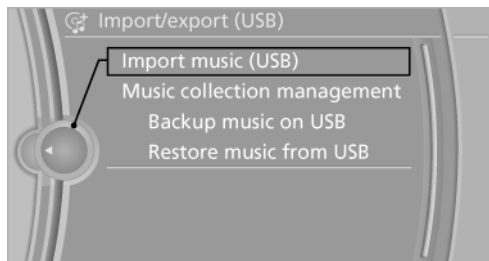 Import/export (USB)
Import music (USB)
Music collection management
Backup music on USB
Restore music from USB